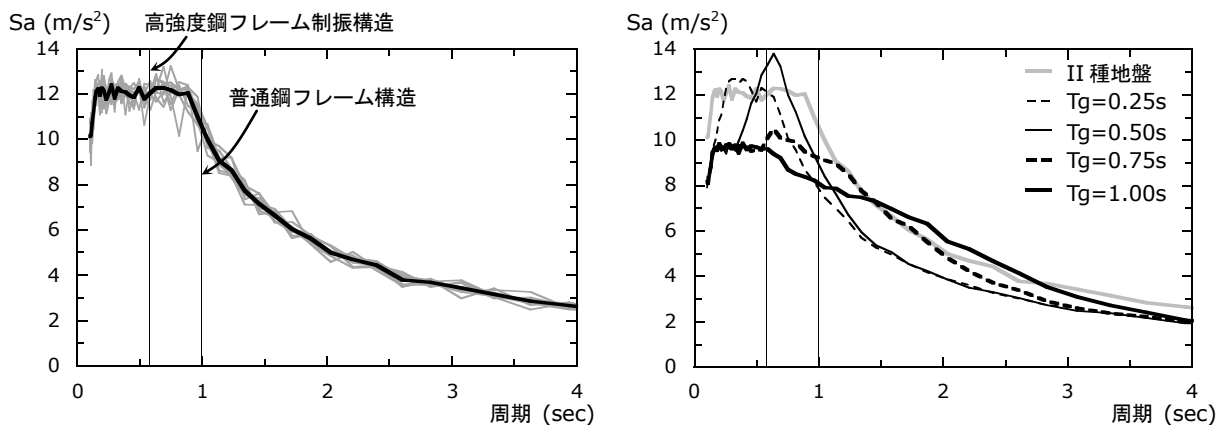 Sa (m/s²)
高強度鋼フレーム制振構造
普通鋼フレーム構造
14
12
10
8
6
4
2
0
0 1 2 3 4
周期 (sec)
Sa (m/s²)
14
12
10
8
6
4
2
0
II 種地盤
Tg=0.25s
Tg=0.50s
Tg=0.75s
Tg=1.00s
0 1 2 3 4
周期 (sec)